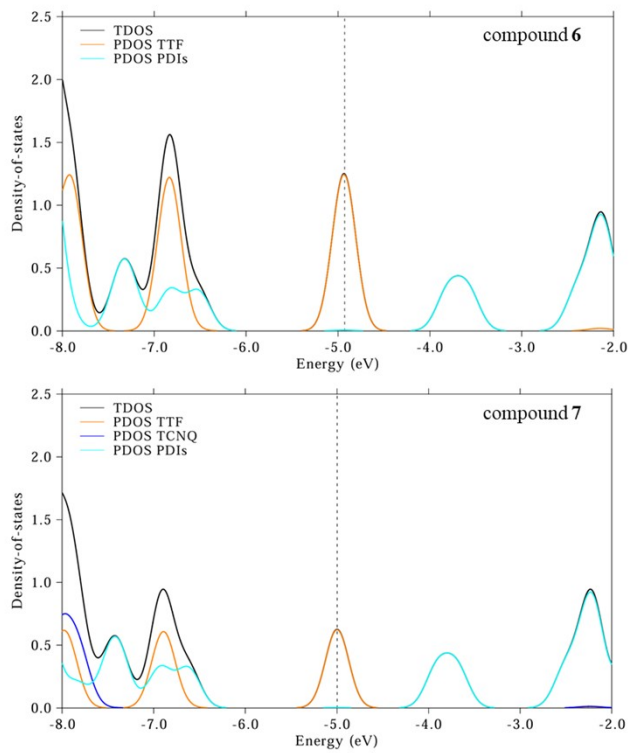 compound 6
TDOS
PDOS TTF
PDOS PDIs
2.5
2.0
1.5
1.0
0.5
0.0
Density-of-states
-8.0 -7.0 -6.0 -5.0 -4.0 -3.0 -2.0
Energy (eV)
compound 7
TDOS
PDOS TTF
PDOS TCNQ
PDOS PDIs
2.5
2.0
1.5
1.0
0.5
0.0
Density-of-states
-8.0 -7.0 -6.0 -5.0 -4.0 -3.0 -2.0
Energy (eV)